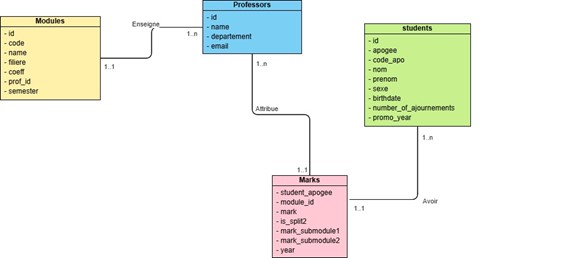 Modules
- id
- code
- name
- filiere
- coeff
- prof_id
- semester
1..1
Enseigne
1..n
Professors
- id
- name
- departement
- email
1..n
Attribue
1..1
students
- id
- apogee
- code_apo
- nom
- prenom
- sexe
- birthdate
- number_of_ajournements
- promo_year
1..n
Avoir
1..1
Marks
- student_apogee
- module_id
- mark
- is_split2
- mark_submodule1
- mark_submodule2
- year